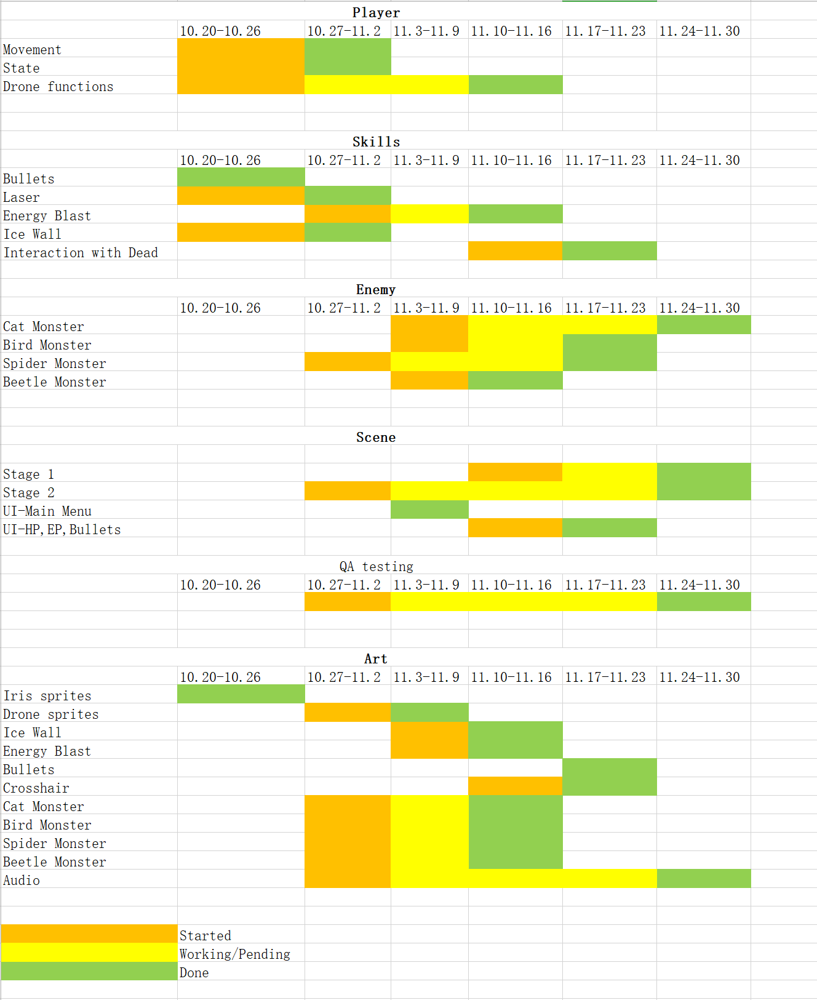 Player
10.20-10.26 10.27-11.2 11.3-11.9 11.10-11.16 11.17-11.23 11.24-11.30
Movement
State
Drone functions
Skills
10.20-10.26 10.27-11.2 11.3-11.9 11.10-11.16 11.17-11.23 11.24-11.30
Bullets
Laser
Energy Blast
Ice Wall
Interaction with Dead
Enemy
10.20-10.26 10.27-11.2 11.3-11.9 11.10-11.16 11.17-11.23 11.24-11.30
Cat Monster
Bird Monster
Spider Monster
Beetle Monster
Scene
Stage 1
Stage 2
UI-Main Menu
UI-HP,EP,Bullets
QA testing
10.20-10.26 10.27-11.2 11.3-11.9 11.10-11.16 11.17-11.23 11.24-11.30
Art
10.20-10.26 10.27-11.2 11.3-11.9 11.10-11.16 11.17-11.23 11.24-11.30
Iris sprites
Drone sprites
Ice Wall
Energy Blast
Bullets
Crosshair
Cat Monster
Bird Monster
Spider Monster
Beetle Monster
Audio
Started
Working/Pending
Done